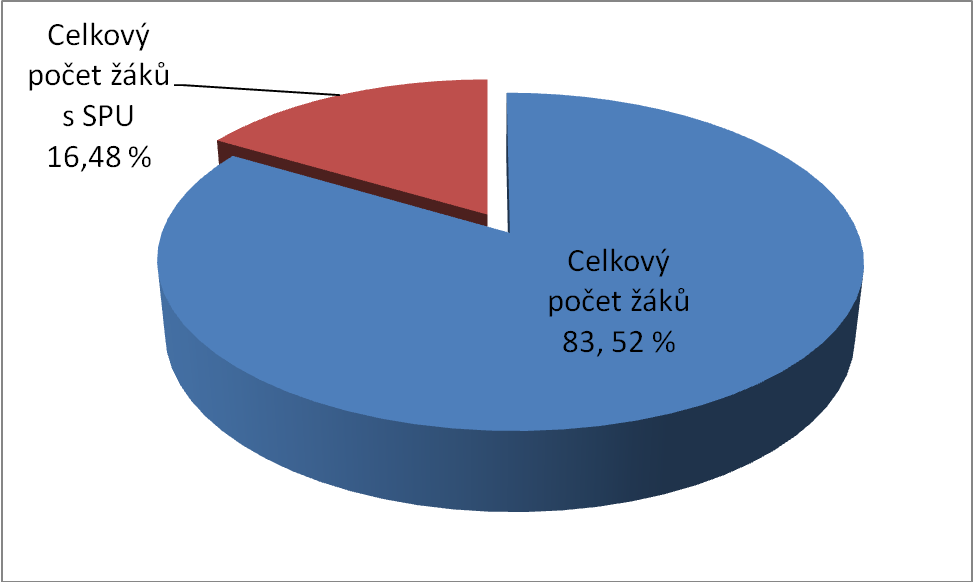 Celkový
počet žáků
s SPU
16,48 %
Celkový
počet žáků
83, 52 %